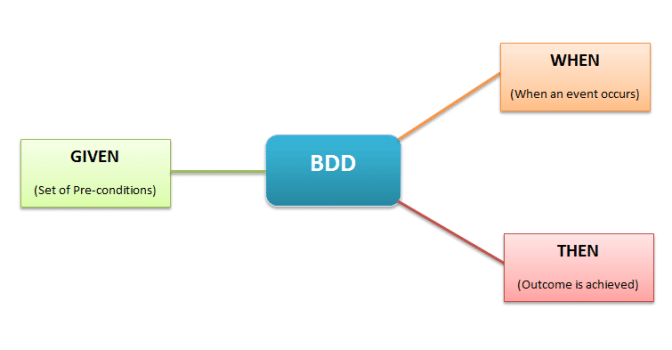 WHEN
(When an event occurs)
GIVEN
(Set of Pre-conditions)
BDD
THEN
(Outcome is achieved)